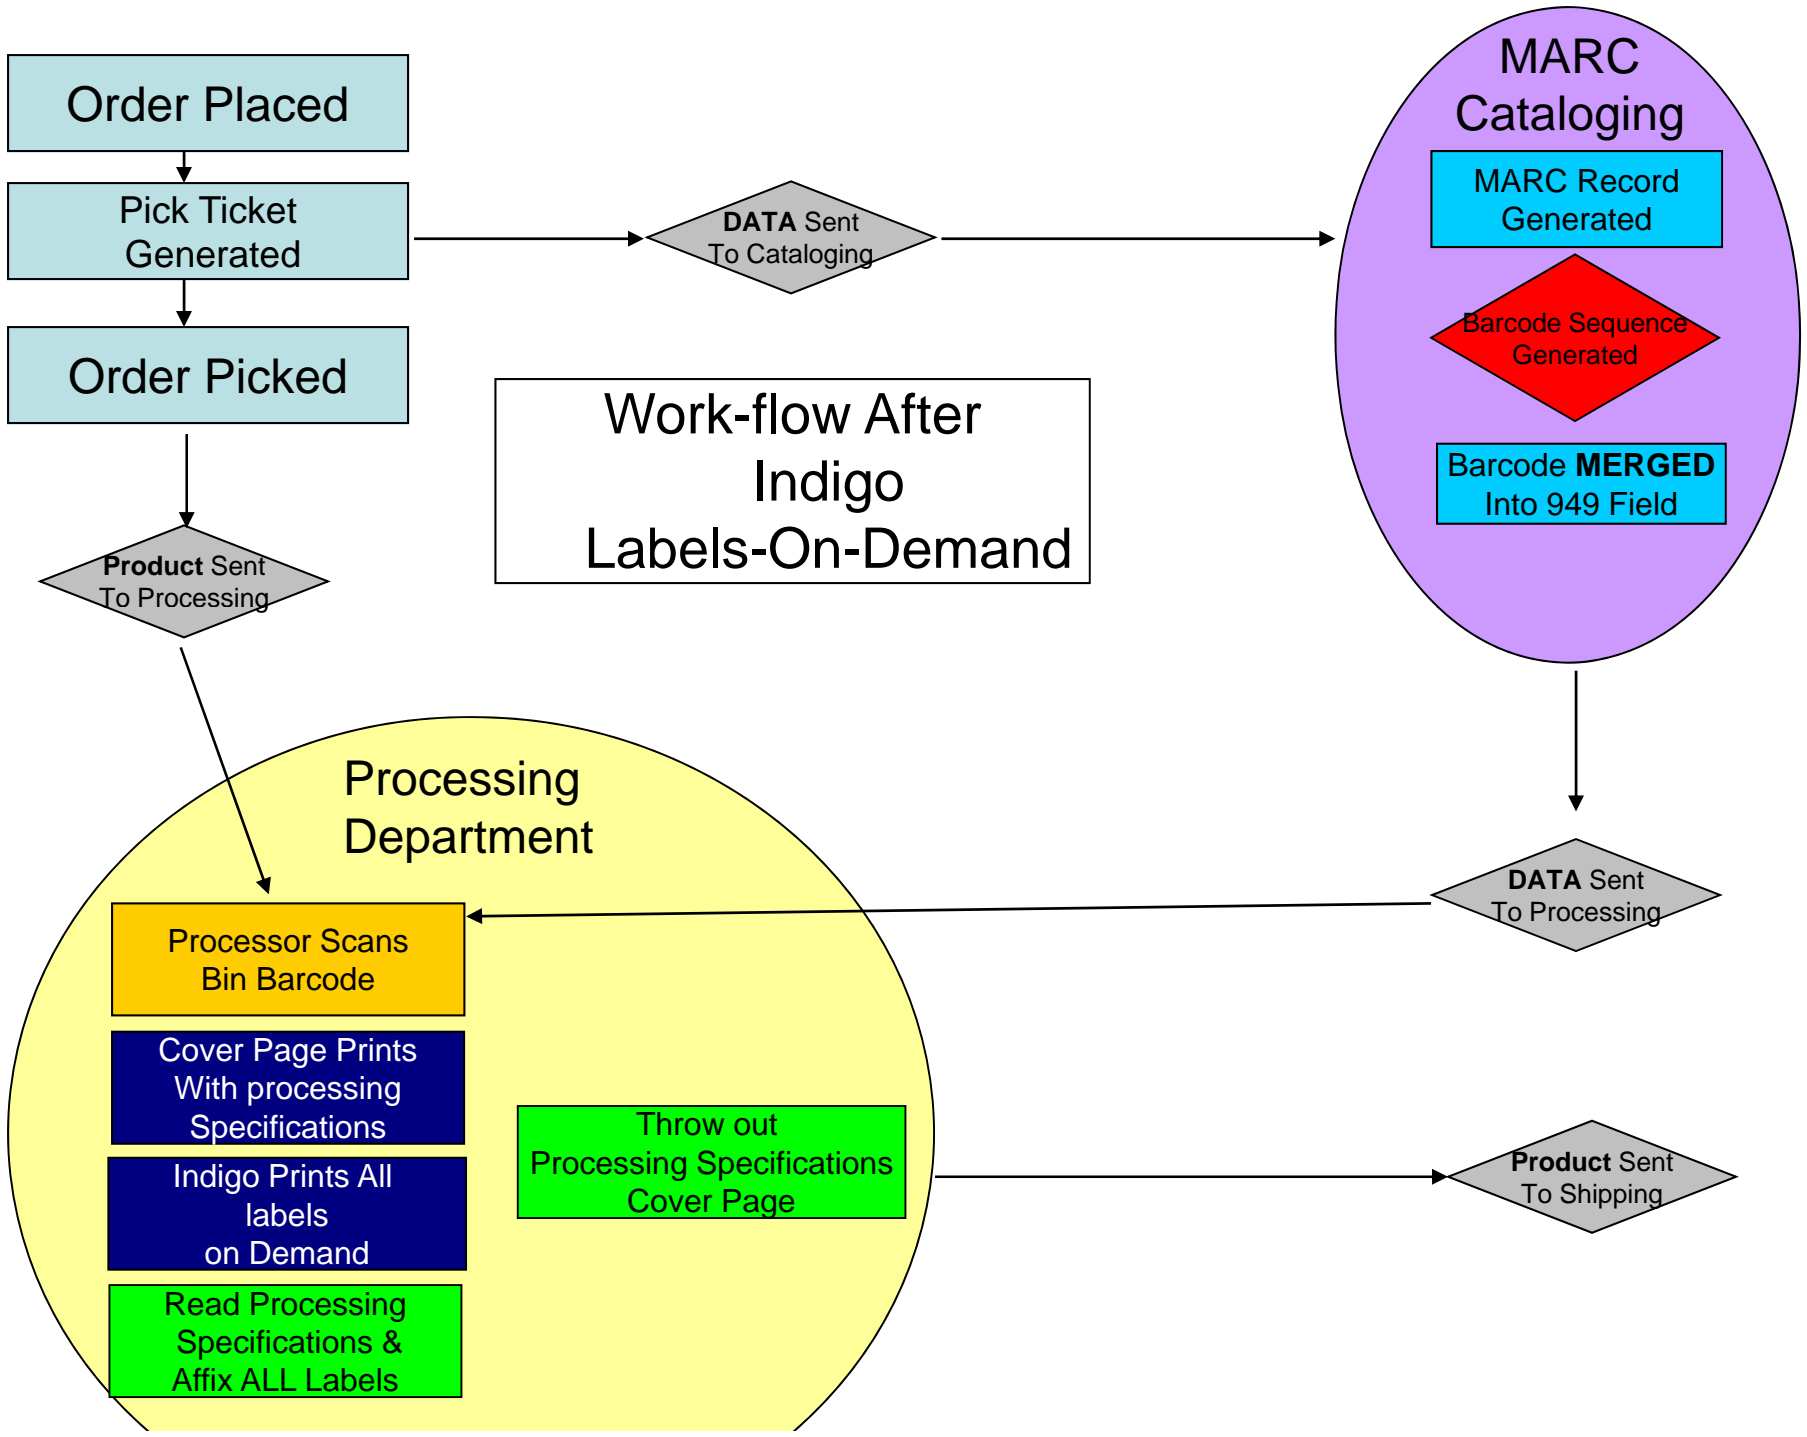 Order Placed
Pick Ticket
Generated
Order Picked
DATA Sent
To Cataloging
MARC
Cataloging
MARC Record
Generated
Barcode Sequence
Generated
Barcode MERGED
Into 949 Field
Work-flow After
Indigo
Labels-On-Demand
Product Sent
To Processing
Processing
Department
DATA Sent
To Processing
Processor Scans
Bin Barcode
Cover Page Prints
With processing
Specifications
Indigo Prints All
labels
on Demand
Read Processing
Specifications &
Affix ALL Labels
Throw out
Processing Specifications
Cover Page
Product Sent
To Shipping